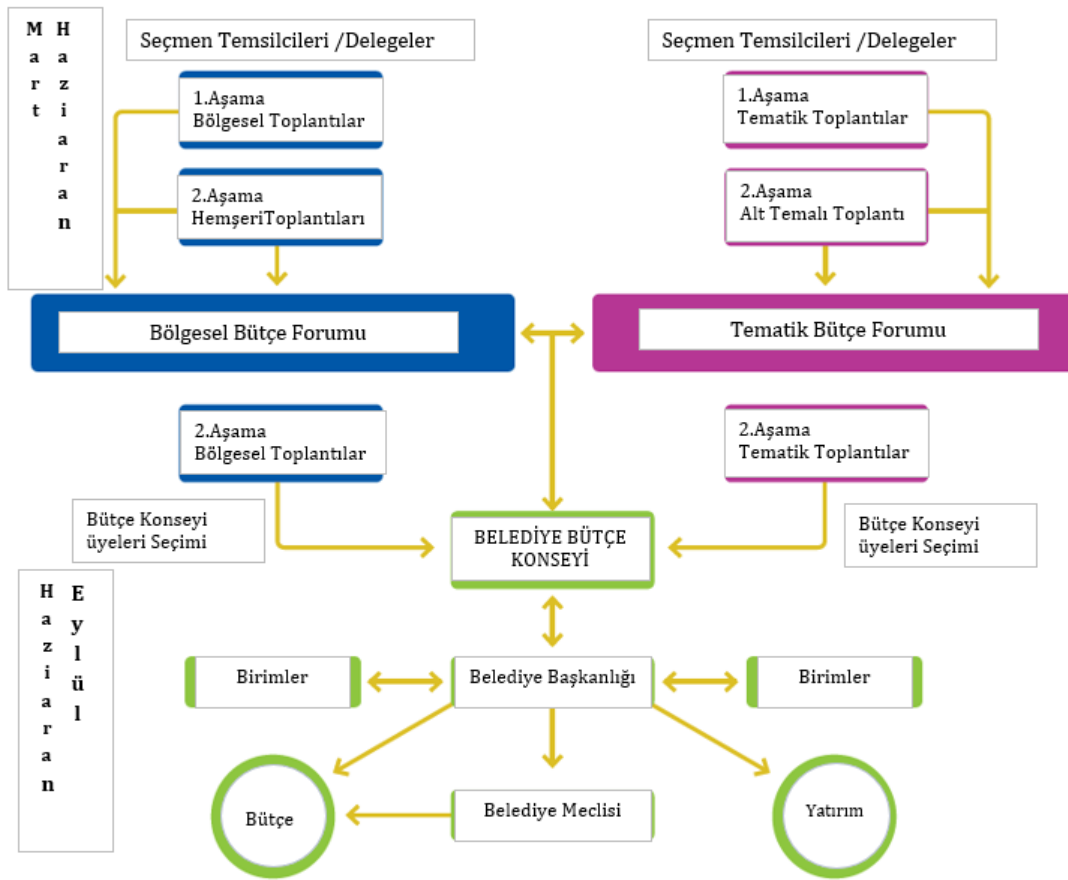 Mart
Haziaran
Seçmen Temsilcileri /Delegeler
Seçmen Temsilcileri /Delegeler
1.Aşama
Bölgesel Toplantılar
1.Aşama
Tematik Toplantılar
2.Aşama
HemşeriToplantıları
2.Aşama
Alt Temalı Toplantı
Bölgesel Bütçe Forumu
Tematik Bütçe Forumu
2.Aşama
Bölgesel Toplantılar
2.Aşama
Tematik Toplantılar
Bütçe Konseyi
üyeleri Seçimi
BELEDİYE BÜTÇE
KONSEYİ
Bütçe Konseyi
üyeleri Seçimi
Haziaran
Eylül
Birimler
Belediye Başkanlığı
Birimler
Bütçe
Belediye Meclisi
Yatırım